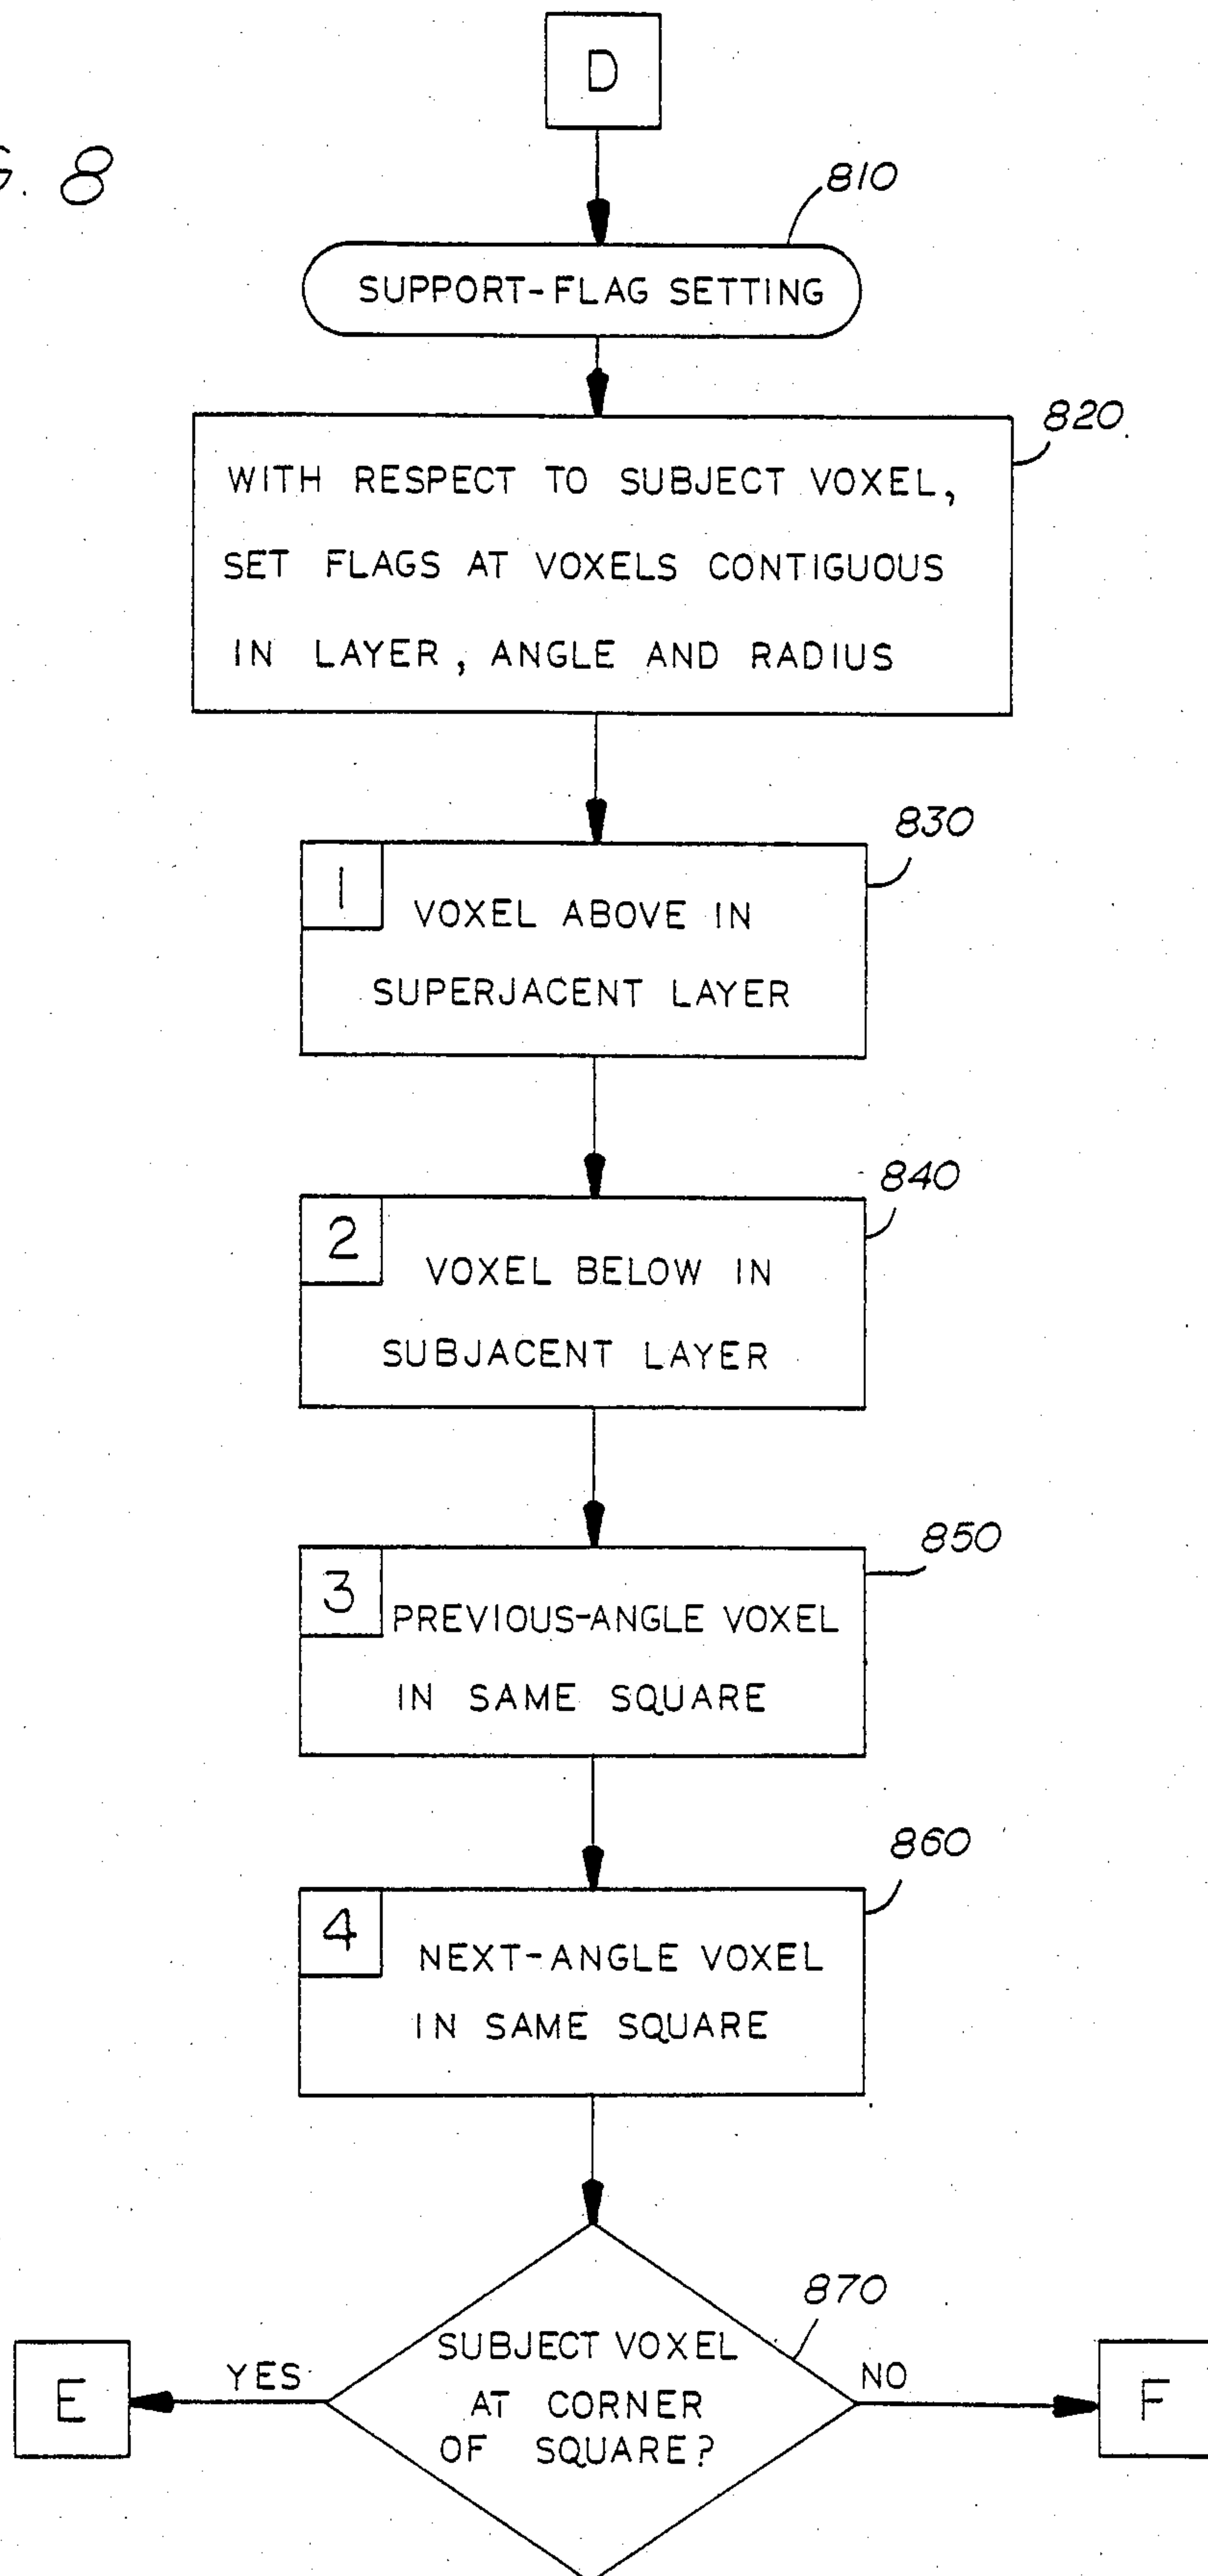 D
G. 8
810
SUPPORT-FLAG SETTING
820
WITH RESPECT TO SUBJECT VOXEL,
SET FLAGS AT VOXELS CONTIGUOUS
IN LAYER, ANGLE AND RADIUS
830
1
VOXEL ABOVE IN
SUPERJACENT LAYER
840
2
VOXEL BELOW IN
SUBJACENT LAYER
850
3
PREVIOUS-ANGLE VOXEL
IN SAME SQUARE
860
4
NEXT-ANGLE VOXEL
IN SAME SQUARE
870
SUBJECT VOXEL
AT CORNER
OF SQUARE?
YES
NO
E
F